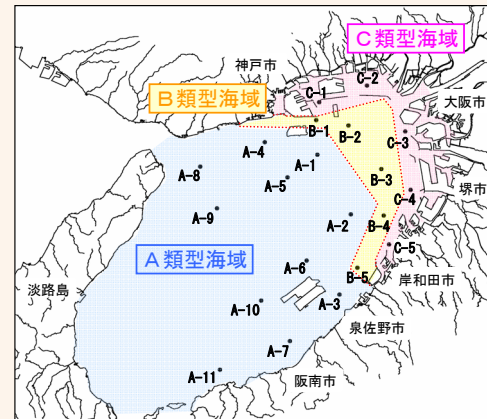 C類型海域
神戸市
C-2
B類型海域
C-1
大阪市
B-1
B-2
C-3
A-4
A-1
A-8
A-5
B-3
堺市
C-4
A-9
A-2
B-4
C-5
A類型海域
A-6
B-5
岸和田市
淡路島
A-10
A-3
泉佐野市
A-7
A-11
阪南市